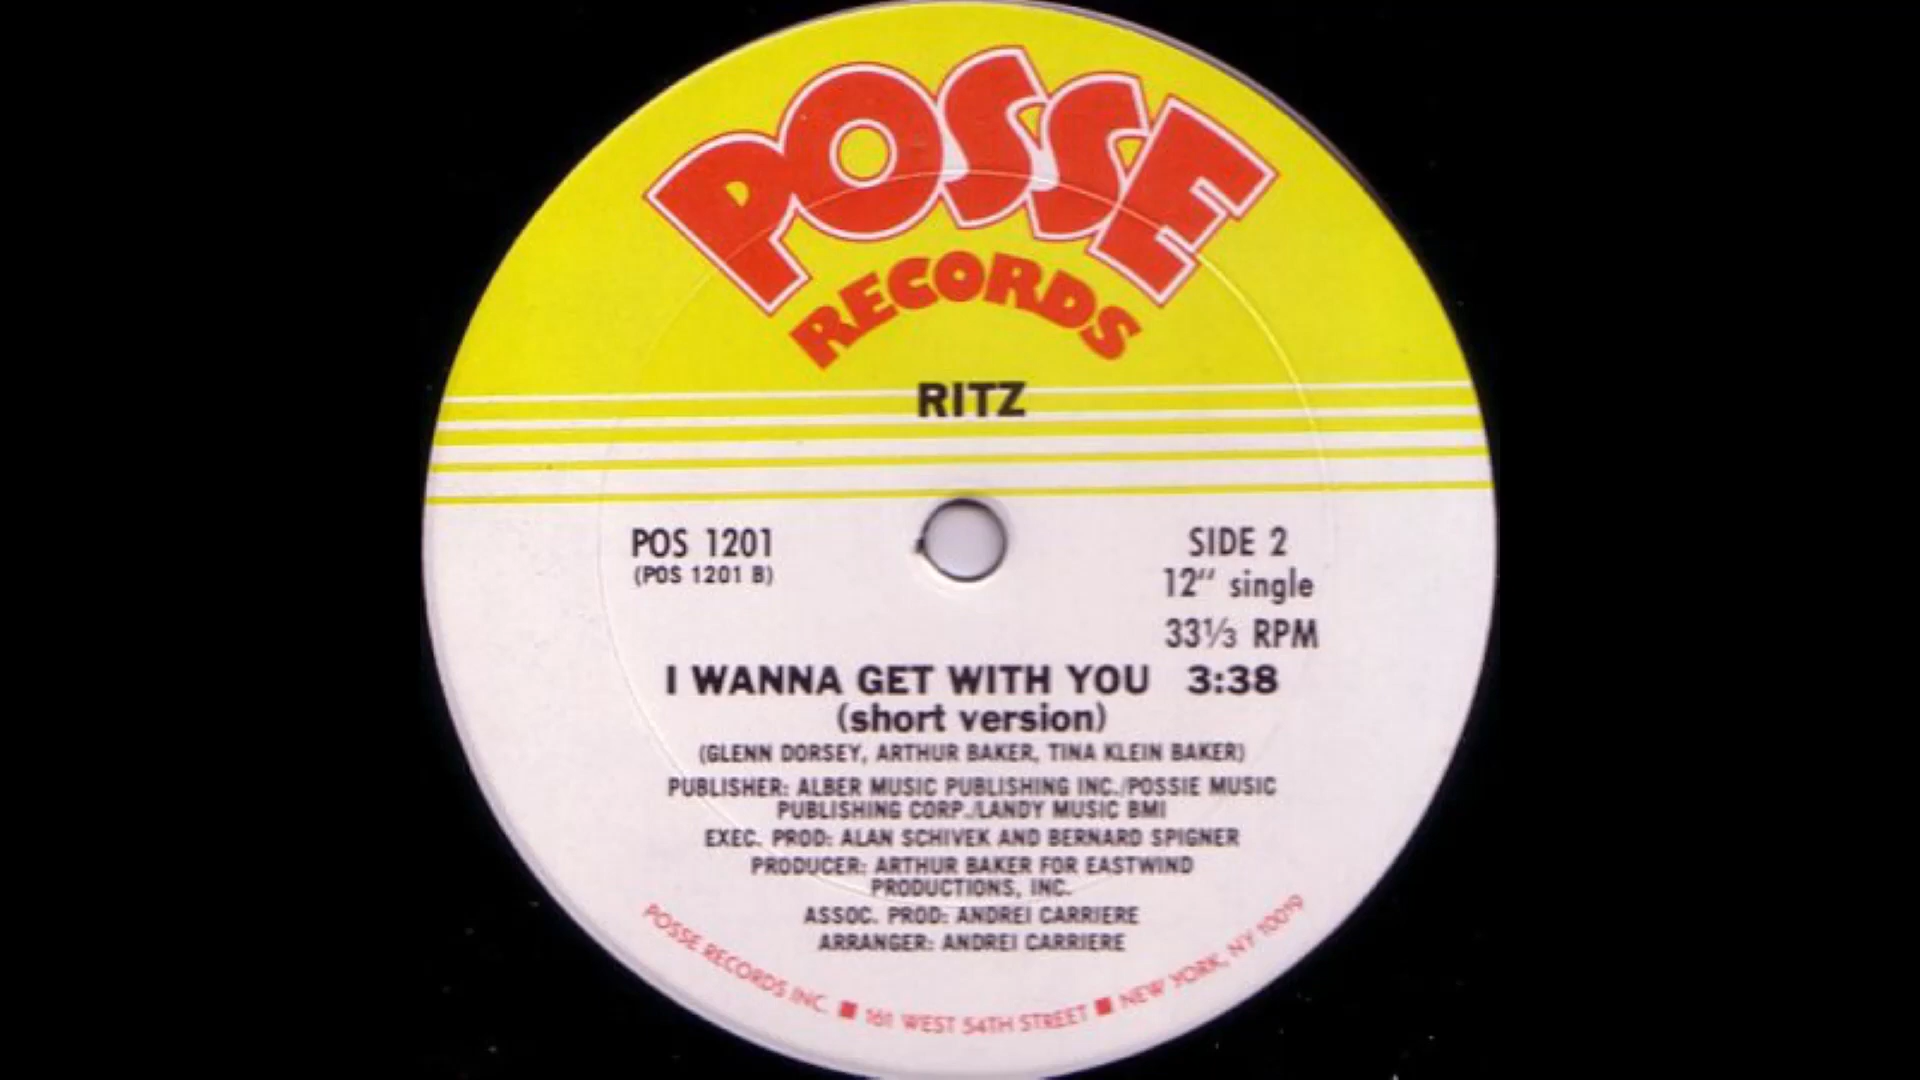 POSSE
RECORDS
RITZ
POS 1201
(POS 1201 B)
SIDE 2
12" single
33⅓ RPM
I WANNA GET WITH YOU 3:38
(short version)
(GLENN DORSEY, ARTHUR BAKER, TINA KLEIN BAKER)
PUBLISHER: ALBER MUSIC PUBLISHING INC./POSSIE MUSIC
PUBLISHING CORP./LANDY MUSIC BMI
EXEC. PROD: ALAN SCHIVEK AND BERNARD SPIGNER
PRODUCER: ARTHUR BAKER FOR EASTWIND
PRODUCTIONS, INC.
ASSOC. PROD: ANDREI CARRIERE
ARRANGER: ANDREI CARRIERE
POSSE RECORDS INC. ■ 161 WEST 54TH STREET ■ NEW YORK, NY 10019